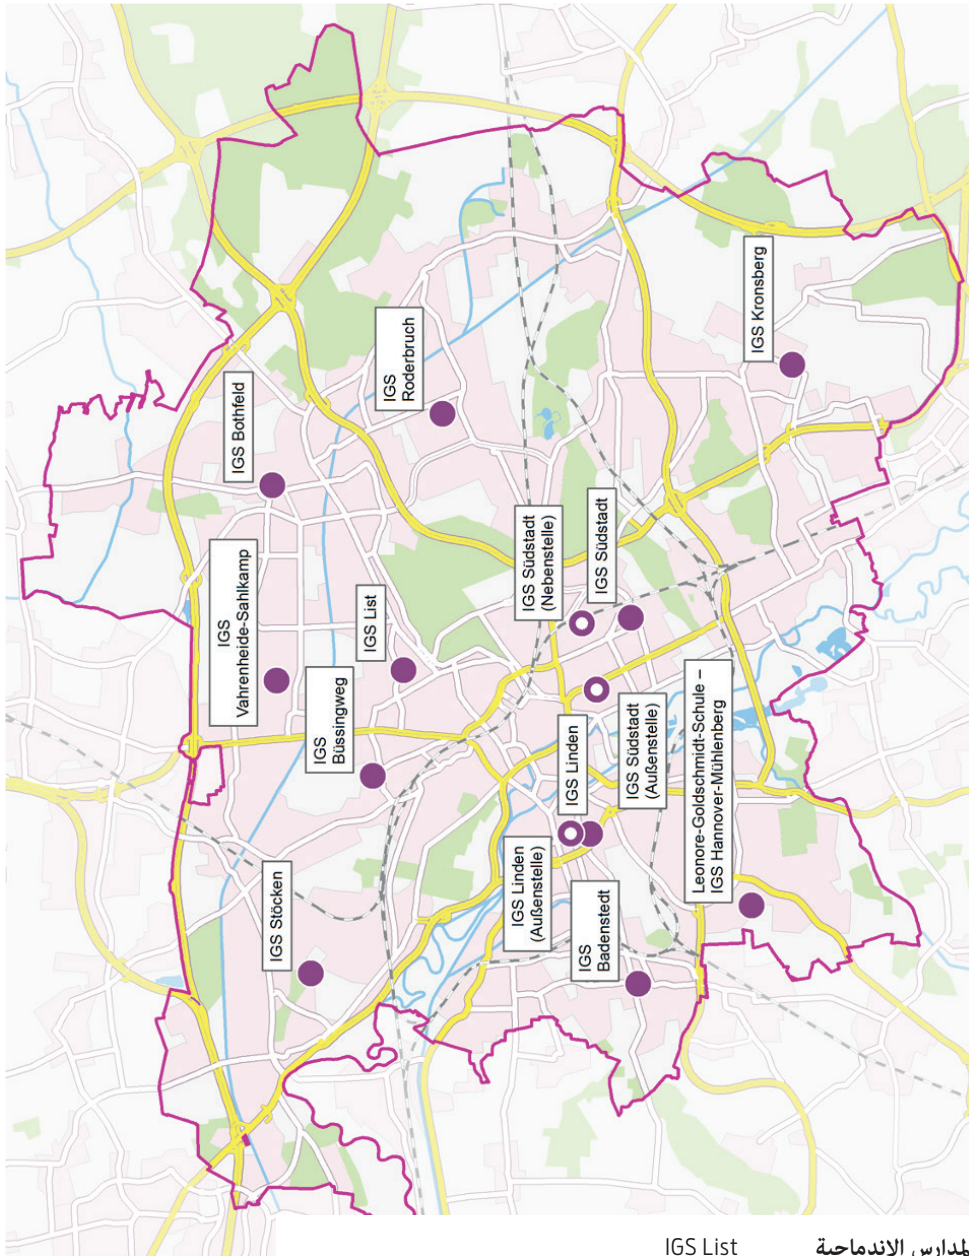 IGS Bothfeld
IGS
Roderbruch
IGS Kronsberg
IGS
Vahrenheide-Sahlkamp
IGS List
IGS
Büssingweg
IGS Südstadt
(Nebenstelle)
IGS Südstadt
IGS Stöcken
IGS Linden
IGS Südstadt
(Außenstelle)
IGS Linden
(Außenstelle)
IGS
Badenstedt
Leonore-Goldschmidt-Schule –
IGS Hannover-Mühlenberg
لمدارس الاندماجية
IGS List